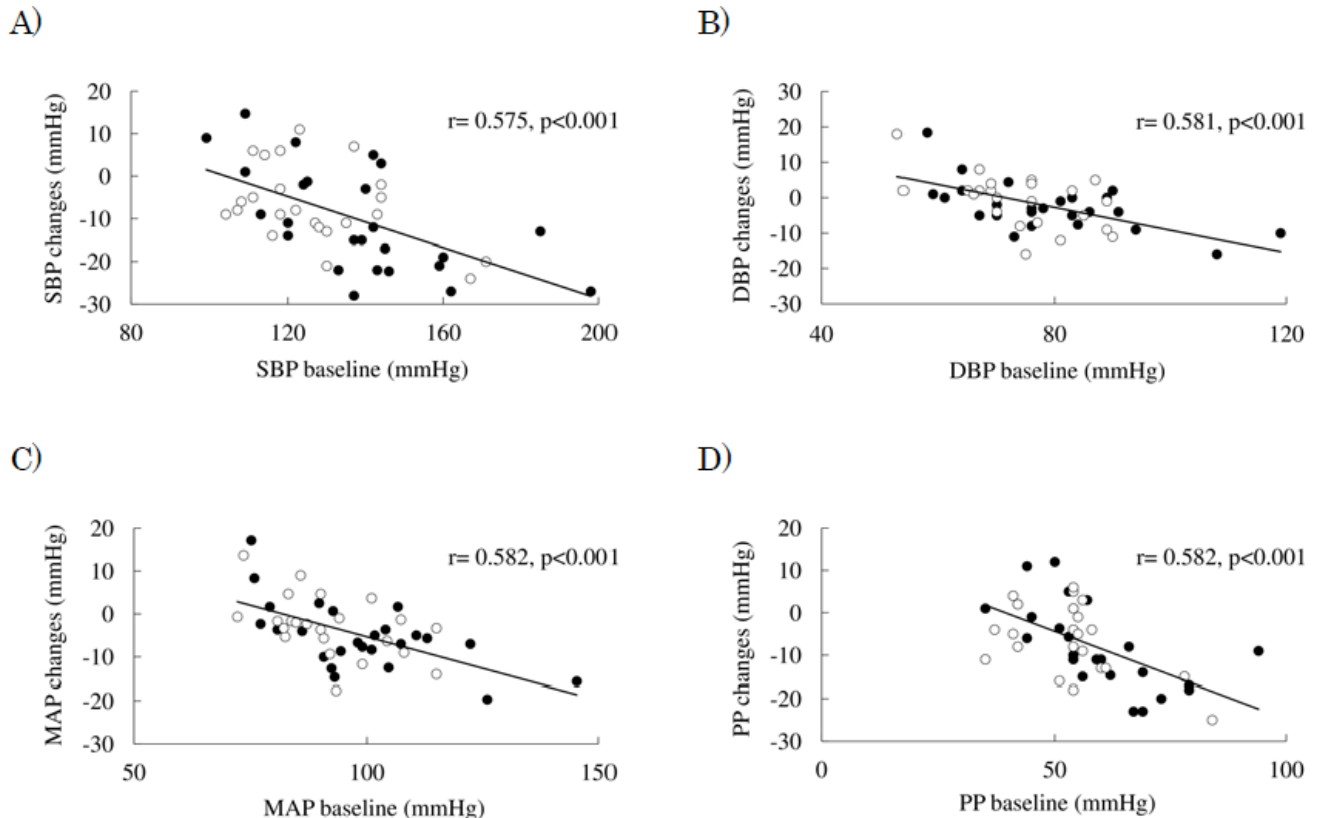 A)
B)
SBP changes (mmHg)
20
10
0
-10
-20
-30
r= 0.575, p<0.001
80
120
160
200
SBP baseline (mmHg)
DBP changes (mmHg)
30
20
10
0
-10
-20
-30
r= 0.581, p<0.001
40
80
120
DBP baseline (mmHg)
C)
D)
MAP changes (mmHg)
20
10
0
-10
-20
-30
r= 0.582, p<0.001
50
100
150
MAP baseline (mmHg)
PP changes (mmHg)
20
10
0
-10
-20
-30
r= 0.582, p<0.001
0
50
100
PP baseline (mmHg)